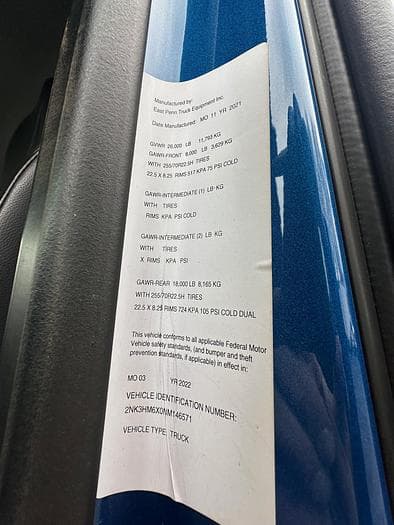 Manufactured by:
East Penn Truck Equipment Inc.
Date Manufactured: MO 11 YR 2021
GVWR 26,000 LB 11,793 KG
GAWR-FRONT 8,000 LB 3,629 KG
WITH 255/70R22.5H TIRES
22.5 X 8.25 RIMS 517 KPA 75 PSI COLD
GAWR-INTERMEDIATE (1) LB KG
WITH TIRES
RIMS KPA PSI COLD
GAWR-INTERMEDIATE (2) LB KG
WITH TIRES
X RIMS KPA PSI
GAWR-REAR 18,000 LB 8,165 KG
WITH 255/70R22.5H TIRES
22.5 X 8.25 RIMS 724 KPA 105 PSI COLD DUAL
This vehicle conforms to all applicable Federal Motor
Vehicle safety standards, (and bumper and theft
prevention standards, if applicable) in effect in:
MO 03 YR 2022
VEHICLE IDENTIFICATION NUMBER:
2NK3HM6X0NM146571
VEHICLE TYPE: TRUCK